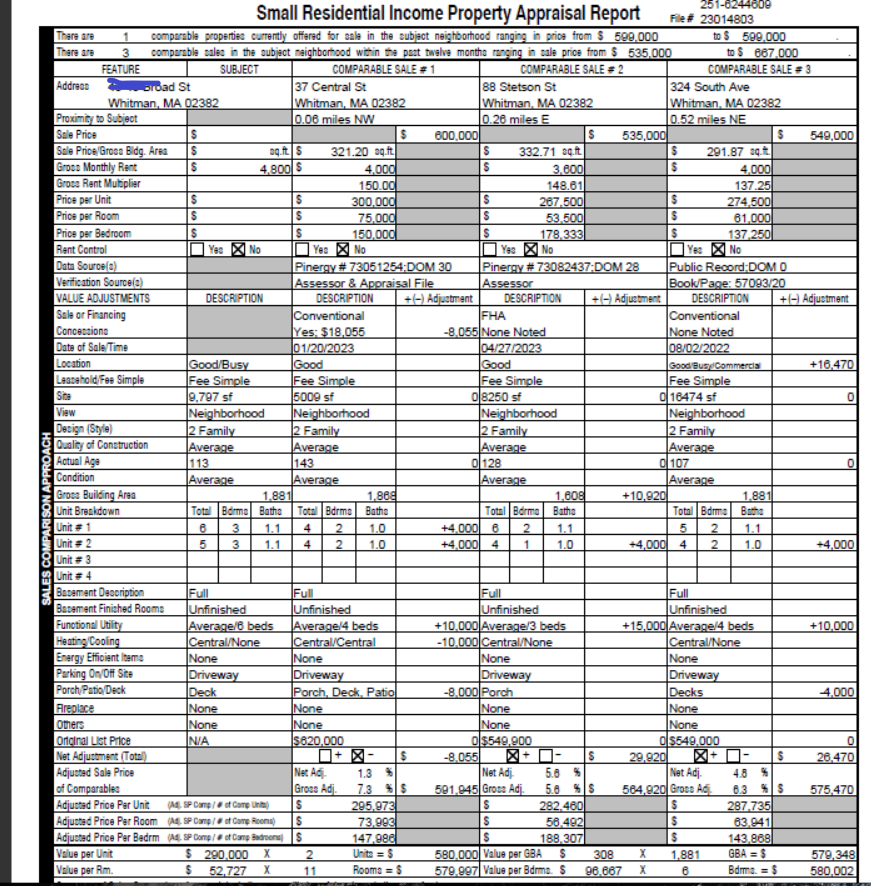 251-6244609
Small Residential Income Property Appraisal Report File # 23014803
There are 1 comparable properties currently offered for sale in the subject neighborhood ranging in price from $ 599,000 to $ 599,000 .
There are 3 comparable sales in the subject neighborhood within the past twelve months ranging in sale price from $ 535,000 to $ 667,000 .
FEATURE SUBJECT COMPARABLE SALE # 1 COMPARABLE SALE # 2 COMPARABLE SALE # 3
Address Broad St 37 Central St 88 Stetson St 324 South Ave
Whitman, MA 02382 Whitman, MA 02382 Whitman, MA 02382 Whitman, MA 02382
Proximity to Subject 0.06 miles NW 0.26 miles E 0.52 miles NE
Sale Price $ $ 600,000 $ 535,000 $ 549,000
Sale Price/Gross Bldg. Area $ sq.ft. $ 321.20 sq.ft. $ 332.71 sq.ft. $ 291.87 sq.ft.
Gross Monthly Rent $ 4,800 $ 4,000 $ 3,600 $ 4,000
Gross Rent Multiplier 150.00 148.61 137.25
Price per Unit $ $ 300,000 $ 267,500 $ 274,500
Price per Room $ $ 75,000 $ 53,500 $ 61,000
Price per Bedroom $ $ 150,000 $ 178,333 $ 137,250
Rent Control Yes No Yes No Yes No Yes No
Data Source(s) Pinergy # 73051254;DOM 30 Pinergy # 73082437;DOM 28 Public Record;DOM 0
Verification Source(s) Assessor & Appraisal File Assessor Book/Page: 57093/20
VALUE ADJUSTMENTS DESCRIPTION DESCRIPTION +(-) Adjustment DESCRIPTION +(-) Adjustment DESCRIPTION +(-) Adjustment
Sale or Financing Conventional FHA Conventional
Concessions Yes; $18,055 -8,055 None Noted None Noted
Date of Sale/Time 01/20/2023 04/27/2023 08/02/2022
Location Good/Busy Good Good Good/Busy/Commercial +16,470
Leasehold/Fee Simple Fee Simple Fee Simple Fee Simple Fee Simple
Site 9,797 sf 5009 sf 0 8250 sf 0 16474 sf 0
View Neighborhood Neighborhood Neighborhood Neighborhood
Design (Style) 2 Family 2 Family 2 Family 2 Family
Quality of Construction Average Average Average Average
Actual Age 113 143 0 128 0 107 0
Condition Average Average Average Average
Gross Building Area 1,881 1,868 1,608 +10,920 1,881
Unit Breakdown Total Bdrms Baths Total Bdrms Baths Total Bdrms Baths Total Bdrms Baths
Unit # 1 6 3 1.1 4 2 1.0 +4,000 6 2 1.1 5 2 1.1
Unit # 2 5 3 1.1 4 2 1.0 +4,000 4 1 1.0 +4,000 4 2 1.0 +4,000
Unit # 3
Unit # 4
Basement Description Full Full Full Full
Basement Finished Rooms Unfinished Unfinished Unfinished Unfinished
Functional Utility Average/6 beds Average/4 beds +10,000 Average/3 beds +15,000 Average/4 beds +10,000
Heating/Cooling Central/None Central/Central -10,000 Central/None Central/None
Energy Efficient Items None None None None
Parking On/Off Site Driveway Driveway Driveway Driveway
Porch/Patio/Deck Deck Porch, Deck, Patio -8,000 Porch Decks -4,000
Fireplace None None None None
Others None None None None
Original List Price N/A $620,000 0 $549,900 0 $549,000 0
Net Adjustment (Total) + - $ -8,055 + - $ 29,920 + - $ 26,470
Adjusted Sale Price Net Adj. 1.3 % Net Adj. 5.6 % Net Adj. 4.8 %
of Comparables Gross Adj. 7.3 % $ 591,945 Gross Adj. 5.6 % $ 564,920 Gross Adj. 6.3 % $ 575,470
Adjusted Price Per Unit (Adj. SP Comp / # of Comp Units) $ 295,973 $ 282,460 $ 287,735
Adjusted Price Per Room (Adj. SP Comp / # of Comp Rooms) $ 73,993 $ 56,492 $ 63,941
Adjusted Price Per Bedrm (Adj. SP Comp / # of Comp Bedrooms) $ 147,986 $ 188,307 $ 143,868
Value per Unit $ 290,000 X 2 Units = $ 580,000 Value per GBA $ 308 X 1,881 GBA = $ 579,348
Value per Rm. $ 52,727 X 11 Rooms = $ 579,997 Value per Bdrms. $ 96,667 X 6 Bdrms. = $ 580,002
SALES COMPARISON APPROACH